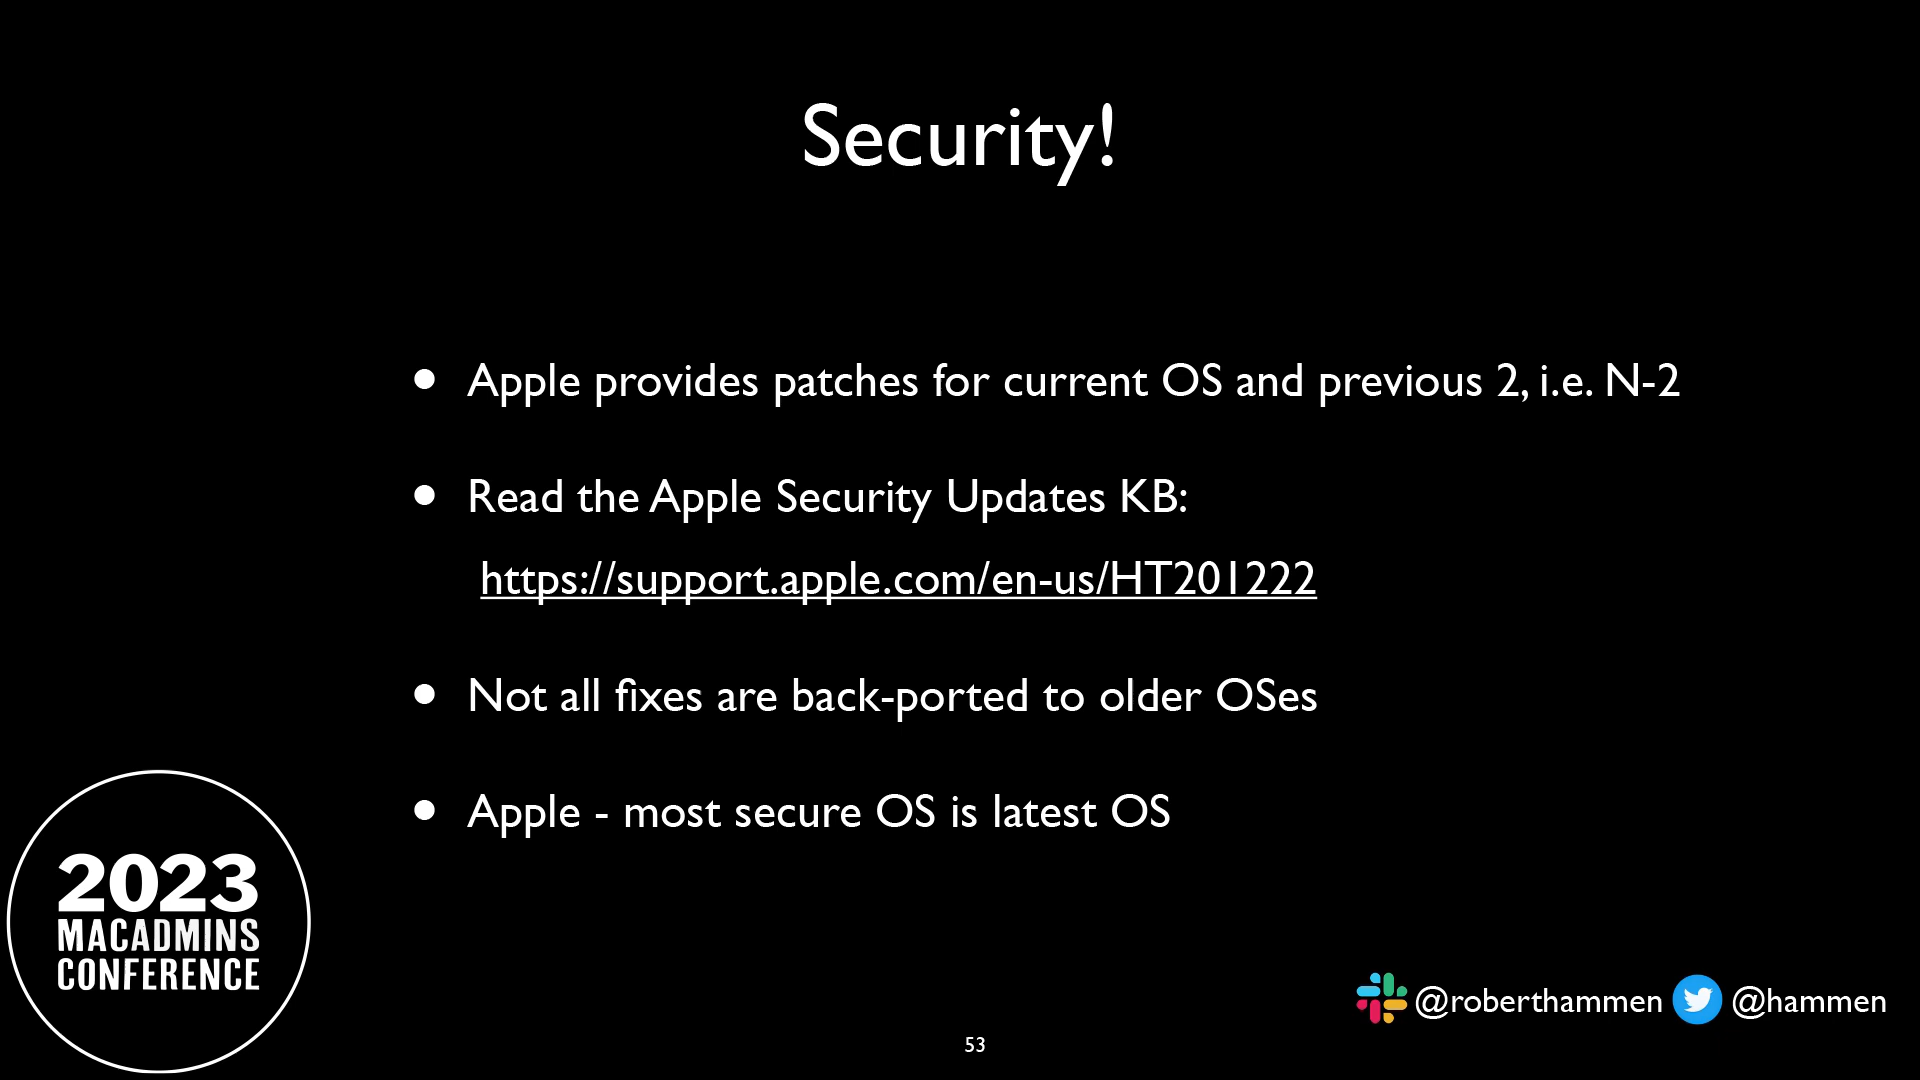 Security!
• Apple provides patches for current OS and previous 2, i.e. N-2
• Read the Apple Security Updates KB:
https://support.apple.com/en-us/HT201222
• Not all fixes are back-ported to older OSes
• Apple - most secure OS is latest OS
2023
MACADMINS
CONFERENCE
@roberthammen @hammen
53